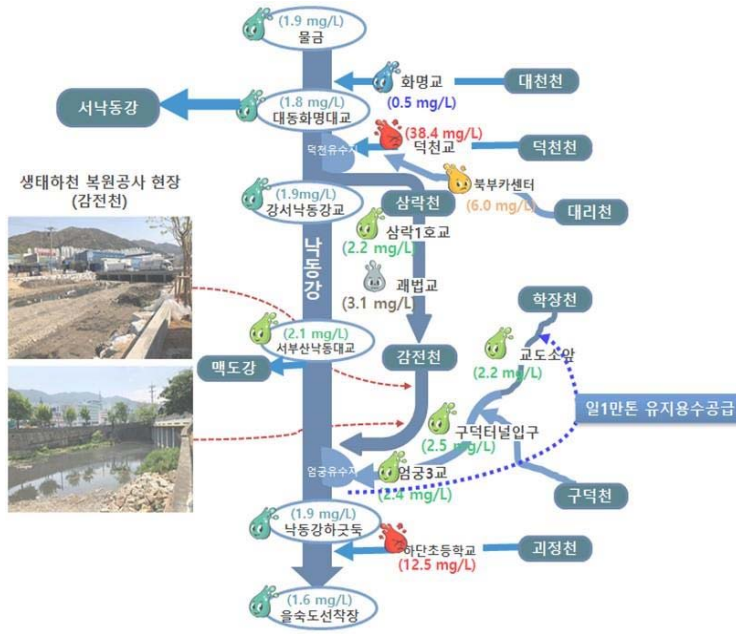 (1.9 mg/L)
물금
화명교
(0.5 mg/L)
대천천
서낙동강
(1.8 mg/L)
대동화명대교
덕천유수지
(38.4 mg/L)
덕천교
덕천천
생태하천 복원공사 현장
(감전천)
(1.9mg/L)
강서낙동강교
삼락천
북부카센터
(6.0 mg/L)
대리천
삼락1호교
(2.2 mg/L)
낙동강
괘법교
(3.1 mg/L)
학장천
(2.1 mg/L)
서부산낙동대교
맥도강
감전천
교도소앞
(2.2 mg/L)
일1만톤 유지용수공급
구덕터널입구
(2.5 mg/L)
엄궁유수지
엄궁3교
(2.4 mg/L)
구덕천
(1.9 mg/L)
낙동강하굿둑
하단초등학교
(12.5 mg/L)
괴정천
(1.6 mg/L)
을숙도선착장